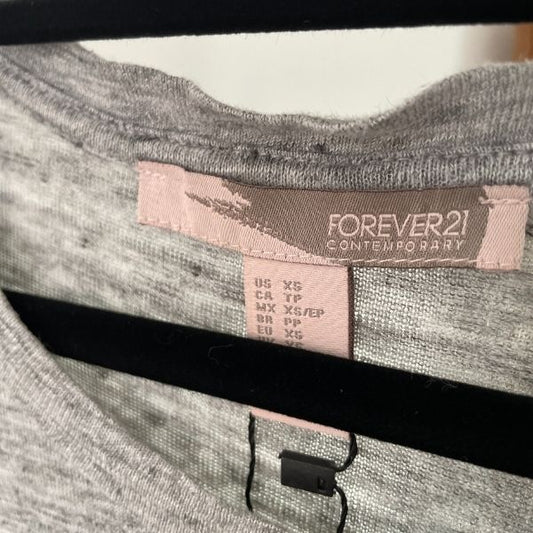 FOREVER21
CONTEMPORARY
US XS
CA TP
MX XS/EP
BR PP
EU XS